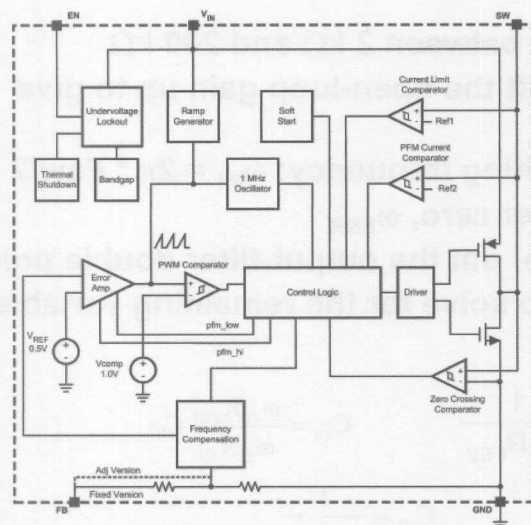 EN
VIN
SW
Undervoltage
Lockout
Ramp
Generator
Soft
Start
Current Limit
Comparator
Ref1
PFM Current
Comparator
Ref2
Thermal
Shutdown
Bandgap
1 MHz
Oscillator
Error
Amp
PWM Comparator
Control Logic
Driver
pfm_low
pfm_hi
VREF
0.5V
Vcomp
1.0V
Zero Crossing
Comparator
Frequency
Compensation
Adj Version
Fixed Version
FB
GND